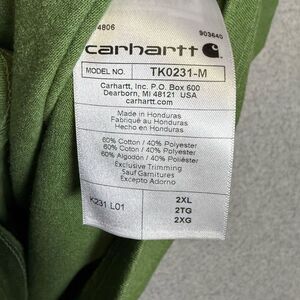 4806 903640
carhartt
MODEL NO. TK0231-M
Carhartt, Inc. P.O. Box 600
Dearborn, MI 48121 USA
carhartt.com
Made in Honduras
Fabriqué au Honduras
Hecho en Honduras
60% Cotton / 40% Polyester
60% Coton / 40% Polyester
60% Algodon / 40% Poliéster
Exclusive Trimming
Sauf Garnitures
Excepto Adorno
K231 L01 2XL
2TG
2XG